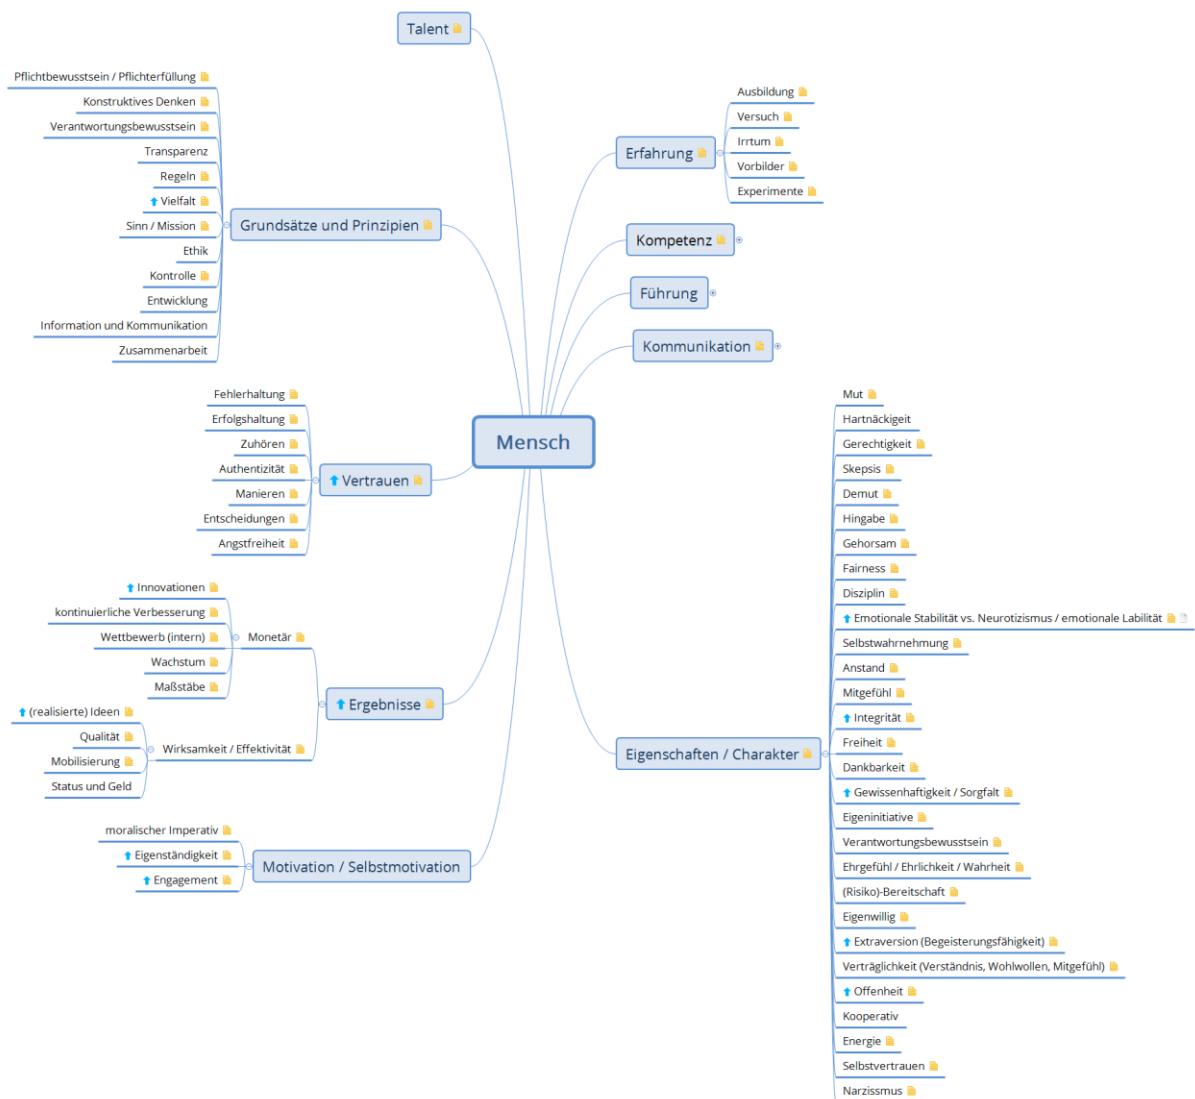 Talent
Pflichtbewusstsein / Pflichterfüllung
Konstruktives Denken
Verantwortungsbewusstsein
Transparenz
Regeln
Vielfalt
Sinn / Mission
Ethik
Kontrolle
Entwicklung
Information und Kommunikation
Zusammenarbeit
Grundsätze und Prinzipien
Fehlerhaltung
Erfolgshaltung
Zuhören
Authentizität
Manieren
Entscheidungen
Angstfreiheit
Vertrauen
Innovationen
kontinuierliche Verbesserung
Wettbewerb (intern)
Wachstum
Maßstäbe
Monetär
(realisierte) Ideen
Qualität
Mobilisierung
Status und Geld
Wirksamkeit / Effektivität
Ergebnisse
moralischer Imperativ
Eigenständigkeit
Engagement
Motivation / Selbstmotivation
Mensch
Erfahrung
Ausbildung
Versuch
Irrtum
Vorbilder
Experimente
Kompetenz
Führung
Kommunikation
Eigenschaften / Charakter
Mut
Hartnäckigeit
Gerechtigkeit
Skepsis
Demut
Hingabe
Gehorsam
Fairness
Disziplin
Emotionale Stabilität vs. Neurotizismus / emotionale Labilität
Selbstwahrnehmung
Anstand
Mitgefühl
Integrität
Freiheit
Dankbarkeit
Gewissenhaftigkeit / Sorgfalt
Eigeninitiative
Verantwortungsbewusstsein
Ehrgefühl / Ehrlichkeit / Wahrheit
(Risiko)-Bereitschaft
Eigenwillig
Extraversion (Begeisterungsfähigkeit)
Verträglichkeit (Verständnis, Wohlwollen, Mitgefühl)
Offenheit
Kooperativ
Energie
Selbstvertrauen
Narzissmus